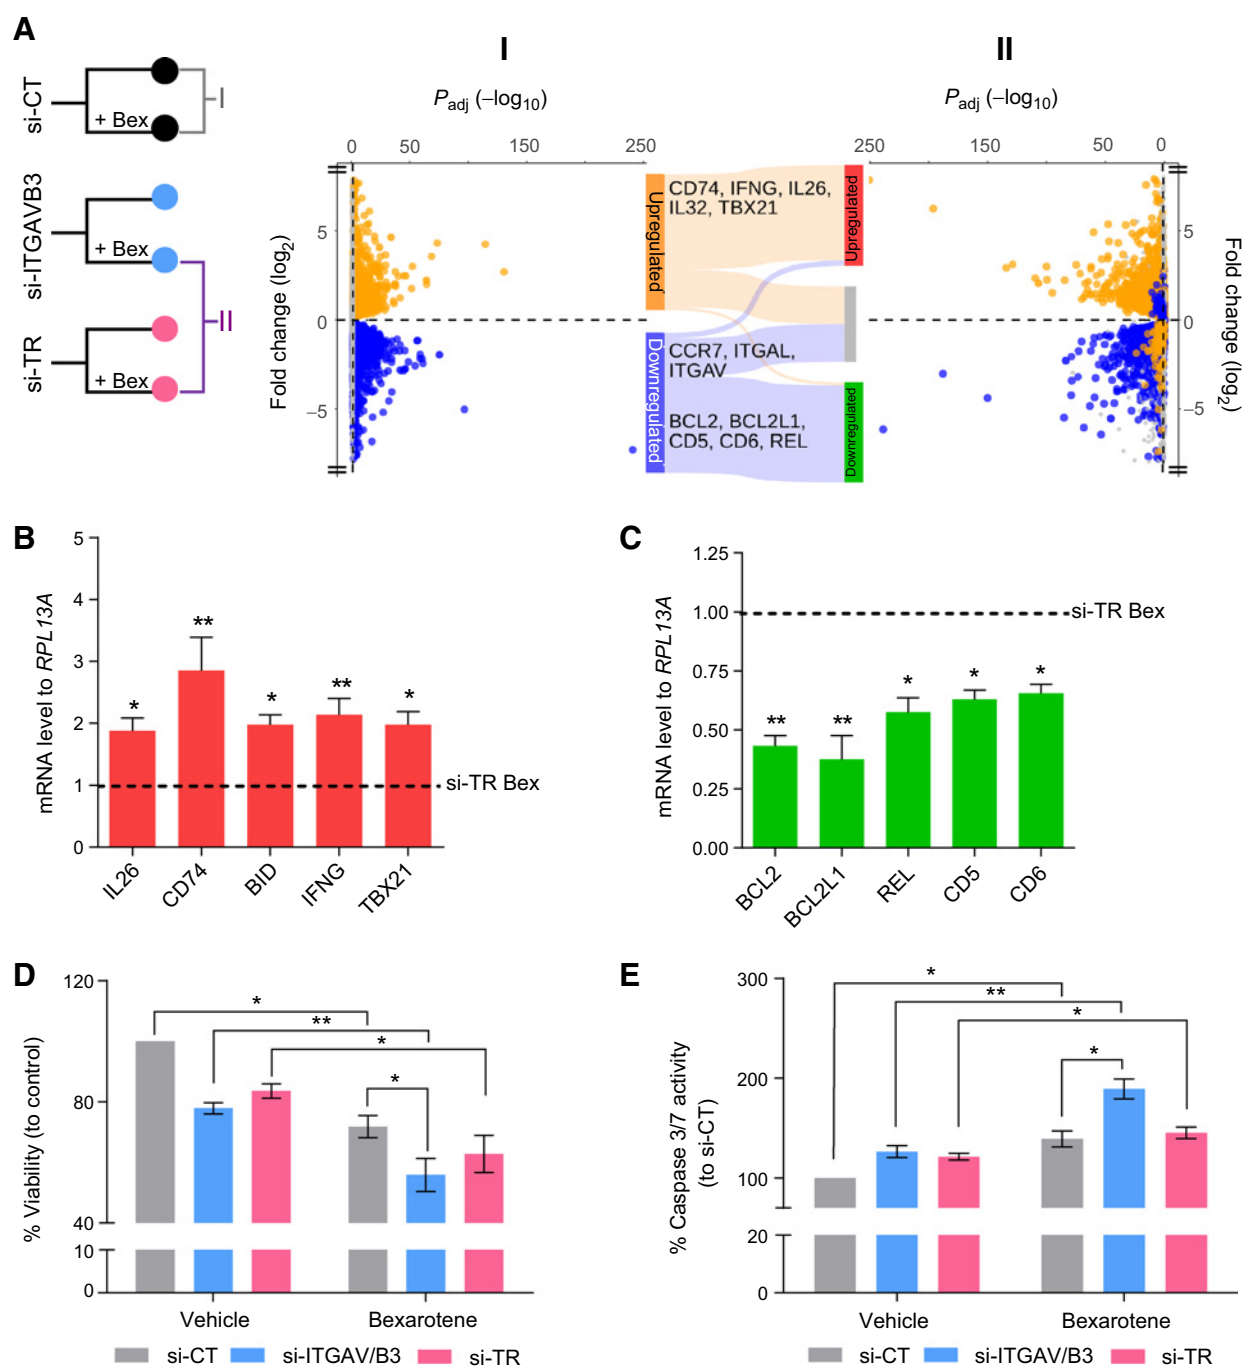 A
si-CT
+ Bex
I
si-ITGAVB3
+ Bex
si-TR
+ Bex
II
I
P adj (−log10)
0 50 150 250
Fold change (log2)
5
0
−5
Upregulated
CD74, IFNG, IL26,
IL32, TBX21
Downregulated
CCR7, ITGAL,
ITGAV
BCL2, BCL2L1,
CD5, CD6, REL
Upregulated
Downregulated
II
P adj (−log10)
250 150 50 0
5
0
−5
Fold change (log2)
B
mRNA level to RPL13A
5
4
3
2
1
0
* ** * ** *
si-TR Bex
IL26 CD74 BID IFNG TBX21
C
mRNA level to RPL13A
1.25
1.00
0.75
0.50
0.25
0.00
** ** * * *
si-TR Bex
BCL2 BCL2L1 REL CD5 CD6
D
% Viability (to control)
120
80
40
10
0
*
**
*
*
Vehicle Bexarotene
si-CT si-ITGAV/B3 si-TR
E
% Caspase 3/7 activity
(to si-CT)
300
200
100
20
0
*
**
*
*
Vehicle Bexarotene
si-CT si-ITGAV/B3 si-TR